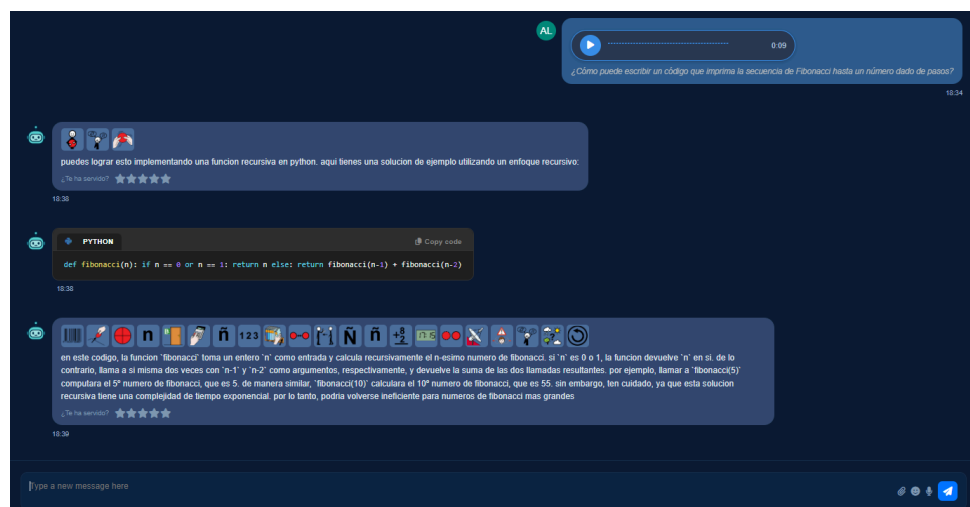 AL
0:09
¿Cómo puede escribir un código que imprima la secuencia de Fibonacci hasta un número dado de pasos?
18:34
puedes lograr esto implementando una funcion recursiva en python. aqui tienes una solucion de ejemplo utilizando un enfoque recursivo:
¿Te ha servido?
18:38
PYTHON
Copy code
def fibonacci(n): if n == 0 or n == 1: return n else: return fibonacci(n-1) + fibonacci(n-2)
18:38
n ñ 123 Ñ ñ
en este codigo, la funcion `fibonacci` toma un entero `n` como entrada y calcula recursivamente el n-esimo numero de fibonacci. si `n` es 0 o 1, la funcion devuelve `n` en si. de lo
contrario, llama a si misma dos veces con `n-1` y `n-2` como argumentos, respectivamente, y devuelve la suma de las dos llamadas resultantes. por ejemplo, llamar a `fibonacci(5)`
computara el 5º numero de fibonacci, que es 5. de manera similar, `fibonacci(10)` calculara el 10º numero de fibonacci, que es 55. sin embargo, ten cuidado, ya que esta solucion
recursiva tiene una complejidad de tiempo exponencial. por lo tanto, podria volverse ineficiente para numeros de fibonacci mas grandes
¿Te ha servido?
18:39
Type a new message here